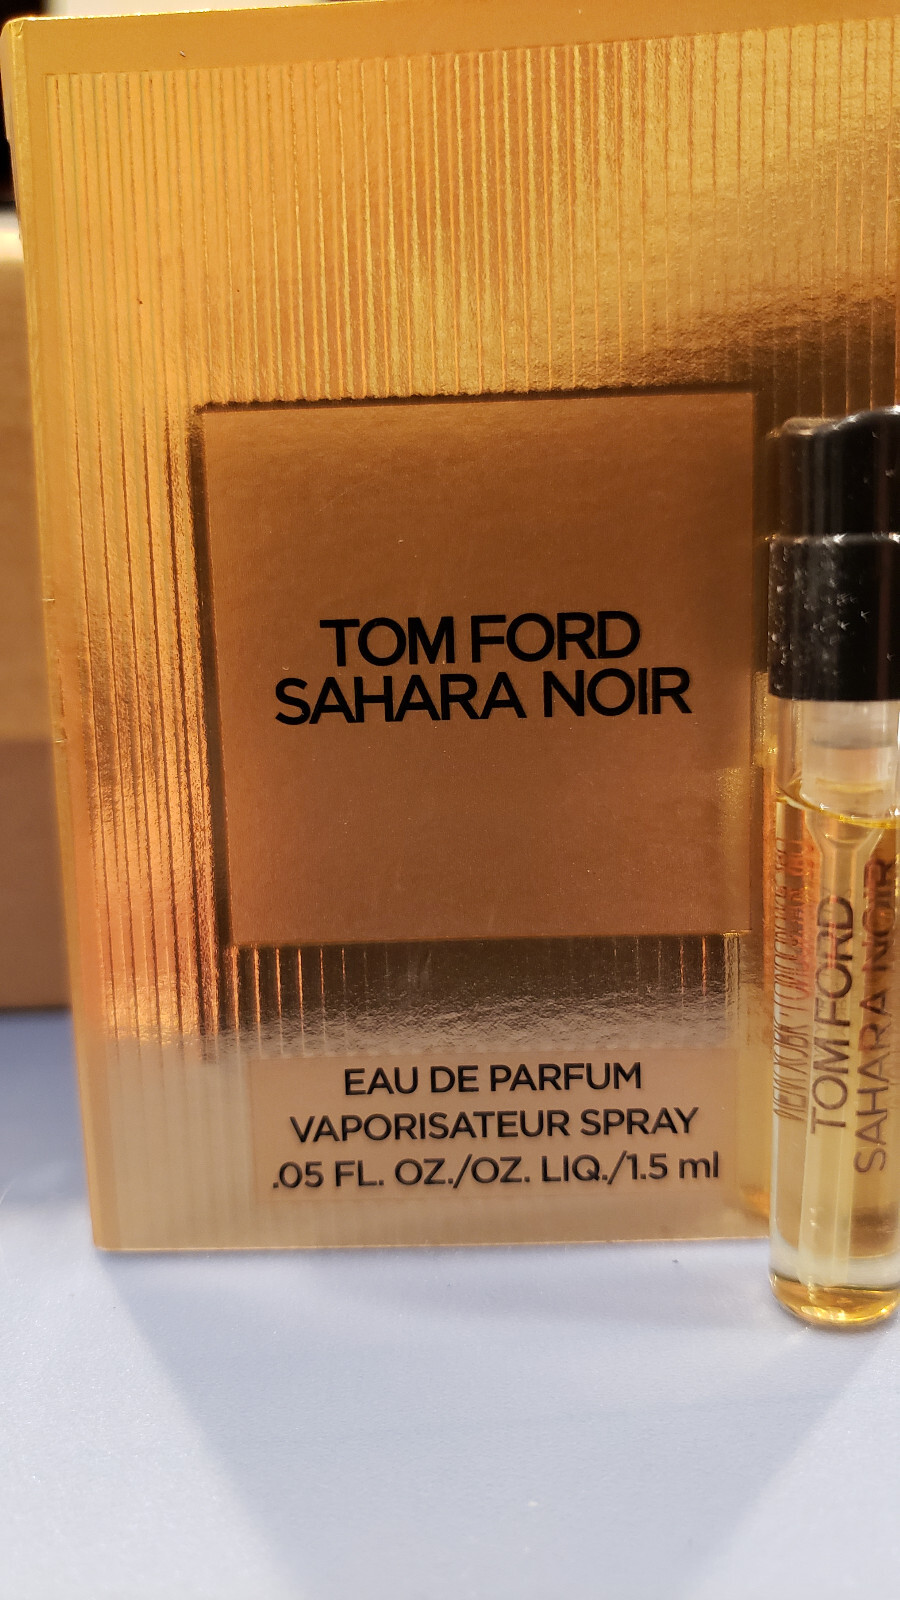 TOM FORD
SAHARA NOIR
EAU DE PARFUM
VAPORISATEUR SPRAY
.05 FL. OZ./OZ. LIQ./1.5 ml
TOM FORD
SAHARA NOIR